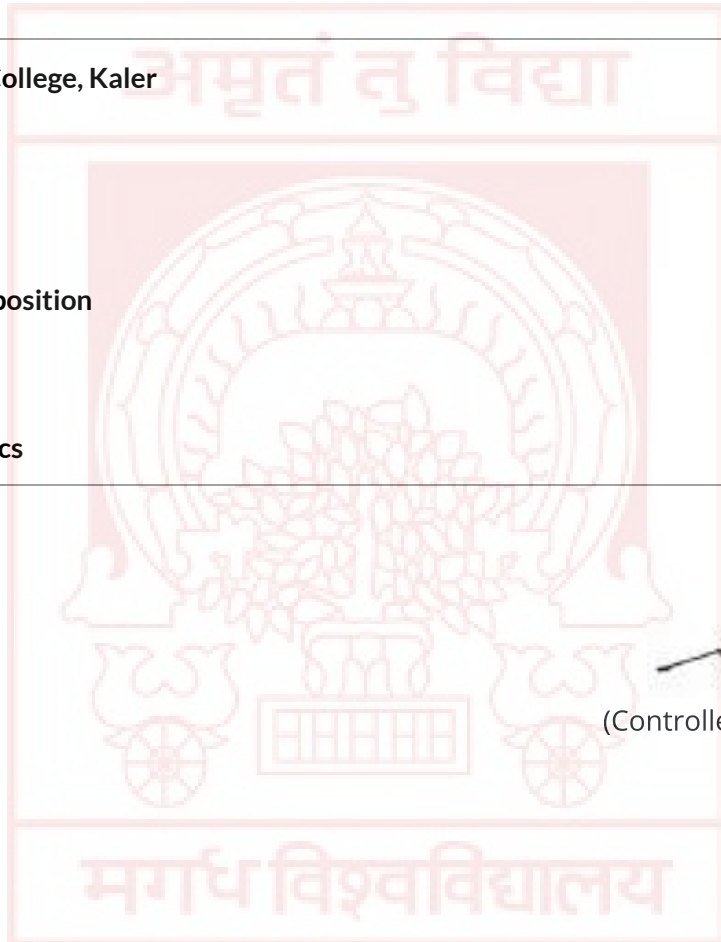 अमृतं तु विद्या
ollege, Kaler
position
cs
(Controlle
मगध विश्वविद्यालय